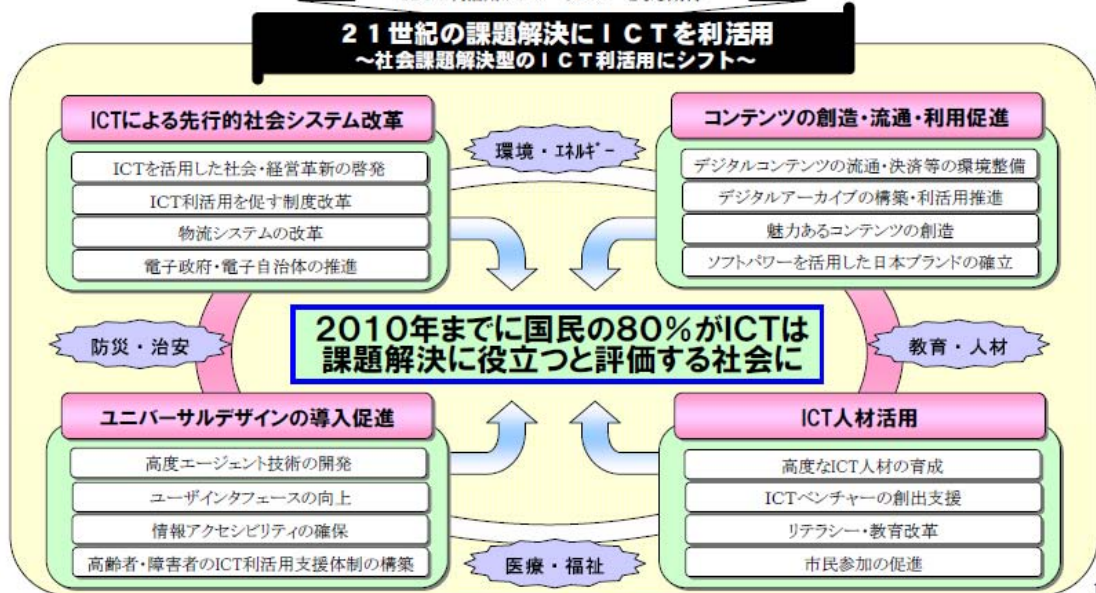 ２１世紀の課題解決にＩＣＴを利活用
～社会課題解決型のＩＣＴ利活用にシフト～
ICTによる先行的社会システム改革
ICTを活用した社会・経営革新の啓発
ICT利活用を促す制度改革
物流システムの改革
電子政府・電子自治体の推進
環境・ｴﾈﾙｷﾞｰ
コンテンツの創造・流通・利用促進
デジタルコンテンツの流通・決済等の環境整備
デジタルアーカイブの構築・利活用推進
魅力あるコンテンツの創造
ソフトパワーを活用した日本ブランドの確立
防災・治安
2010年までに国民の80％がICTは
課題解決に役立つと評価する社会に
教育・人材
ユニバーサルデザインの導入促進
高度エージェント技術の開発
ユーザインタフェースの向上
情報アクセシビリティの確保
高齢者・障害者のICT利活用支援体制の構築
医療・福祉
ICT人材活用
高度なICT人材の育成
ICTベンチャーの創出支援
リテラシー・教育改革
市民参加の促進